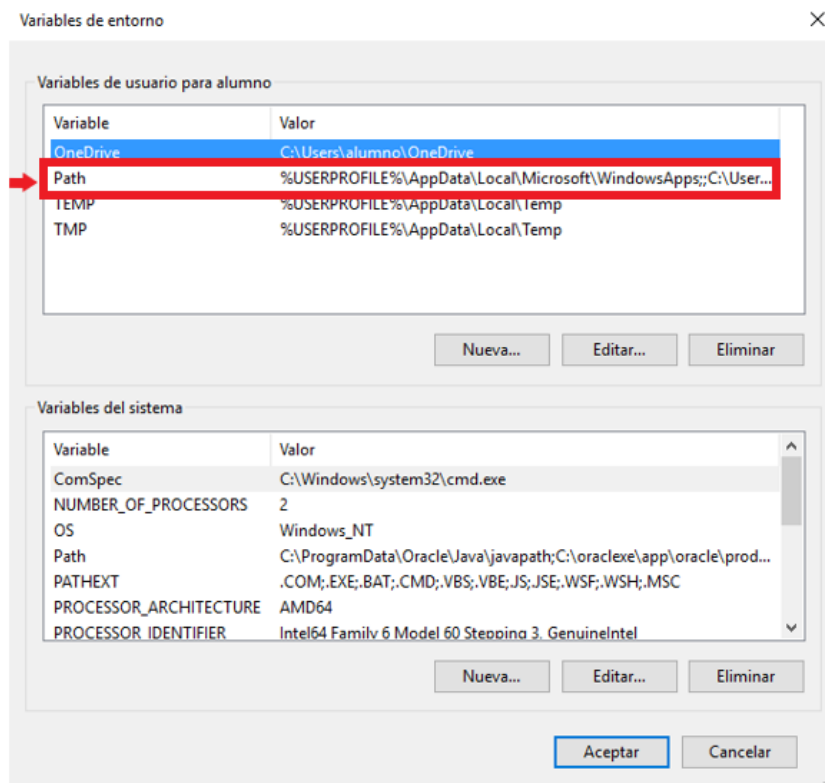 Variables de entorno
Variables de usuario para alumno
Variable Valor
OneDrive C:\Users\alumno\OneDrive
Path %USERPROFILE%\AppData\Local\Microsoft\WindowsApps;;C:\User...
TEMP %USERPROFILE%\AppData\Local\Temp
TMP %USERPROFILE%\AppData\Local\Temp
Nueva... Editar... Eliminar
Variables del sistema
Variable Valor
ComSpec C:\Windows\system32\cmd.exe
NUMBER_OF_PROCESSORS 2
OS Windows_NT
Path C:\ProgramData\Oracle\Java\javapath;C:\oraclexe\app\oracle\prod...
PATHEXT .COM;.EXE;.BAT;.CMD;.VBS;.VBE;.JS;.JSE;.WSF;.WSH;.MSC
PROCESSOR_ARCHITECTURE AMD64
PROCESSOR_IDENTIFIER Intel64 Family 6 Model 60 Stepping 3, GenuineIntel
Nueva... Editar... Eliminar
Aceptar Cancelar